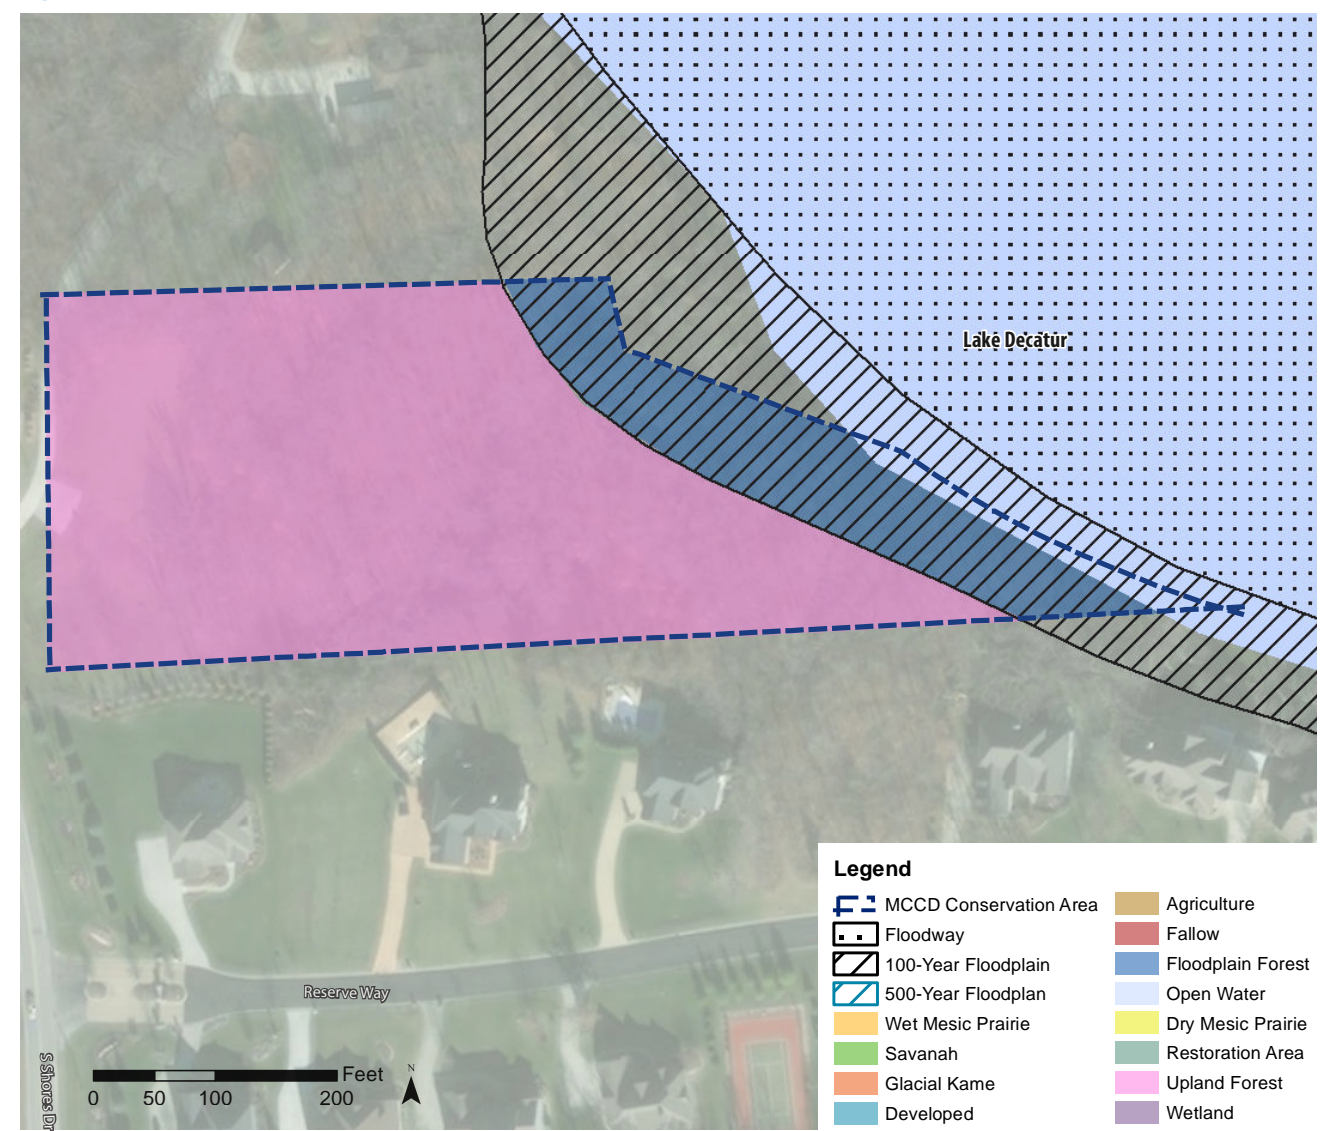 Lake Decatur
Reserve Way
S Shores Dr
N
Feet
0 50 100 200
Legend
MCCD Conservation Area
Floodway
100-Year Floodplain
500-Year Floodplan
Wet Mesic Prairie
Savanah
Glacial Kame
Developed
Agriculture
Fallow
Floodplain Forest
Open Water
Dry Mesic Prairie
Restoration Area
Upland Forest
Wetland